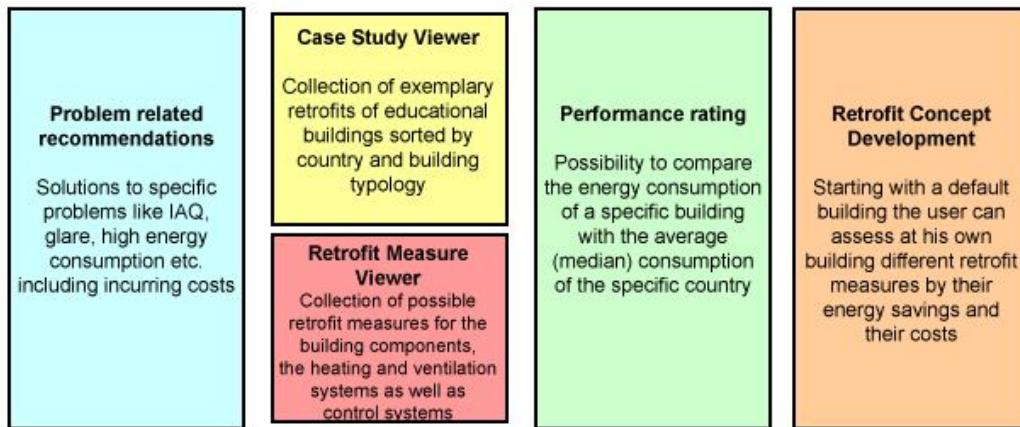 Problem related
recommendations
Solutions to specific
problems like IAQ,
glare, high energy
consumption etc.
including incurring costs
Case Study Viewer
Collection of exemplary
retrofits of educational
buildings sorted by
country and building
typology
Retrofit Measure
Viewer
Collection of possible
retrofit measures for the
building components,
the heating and ventilation
systems as well as
control systems
Performance rating
Possibility to compare
the energy consumption
of a specific building
with the average
(median) consumption
of the specific country
Retrofit Concept
Development
Starting with a default
building the user can
assess at his own
building different retrofit
measures by their
energy savings and
their costs